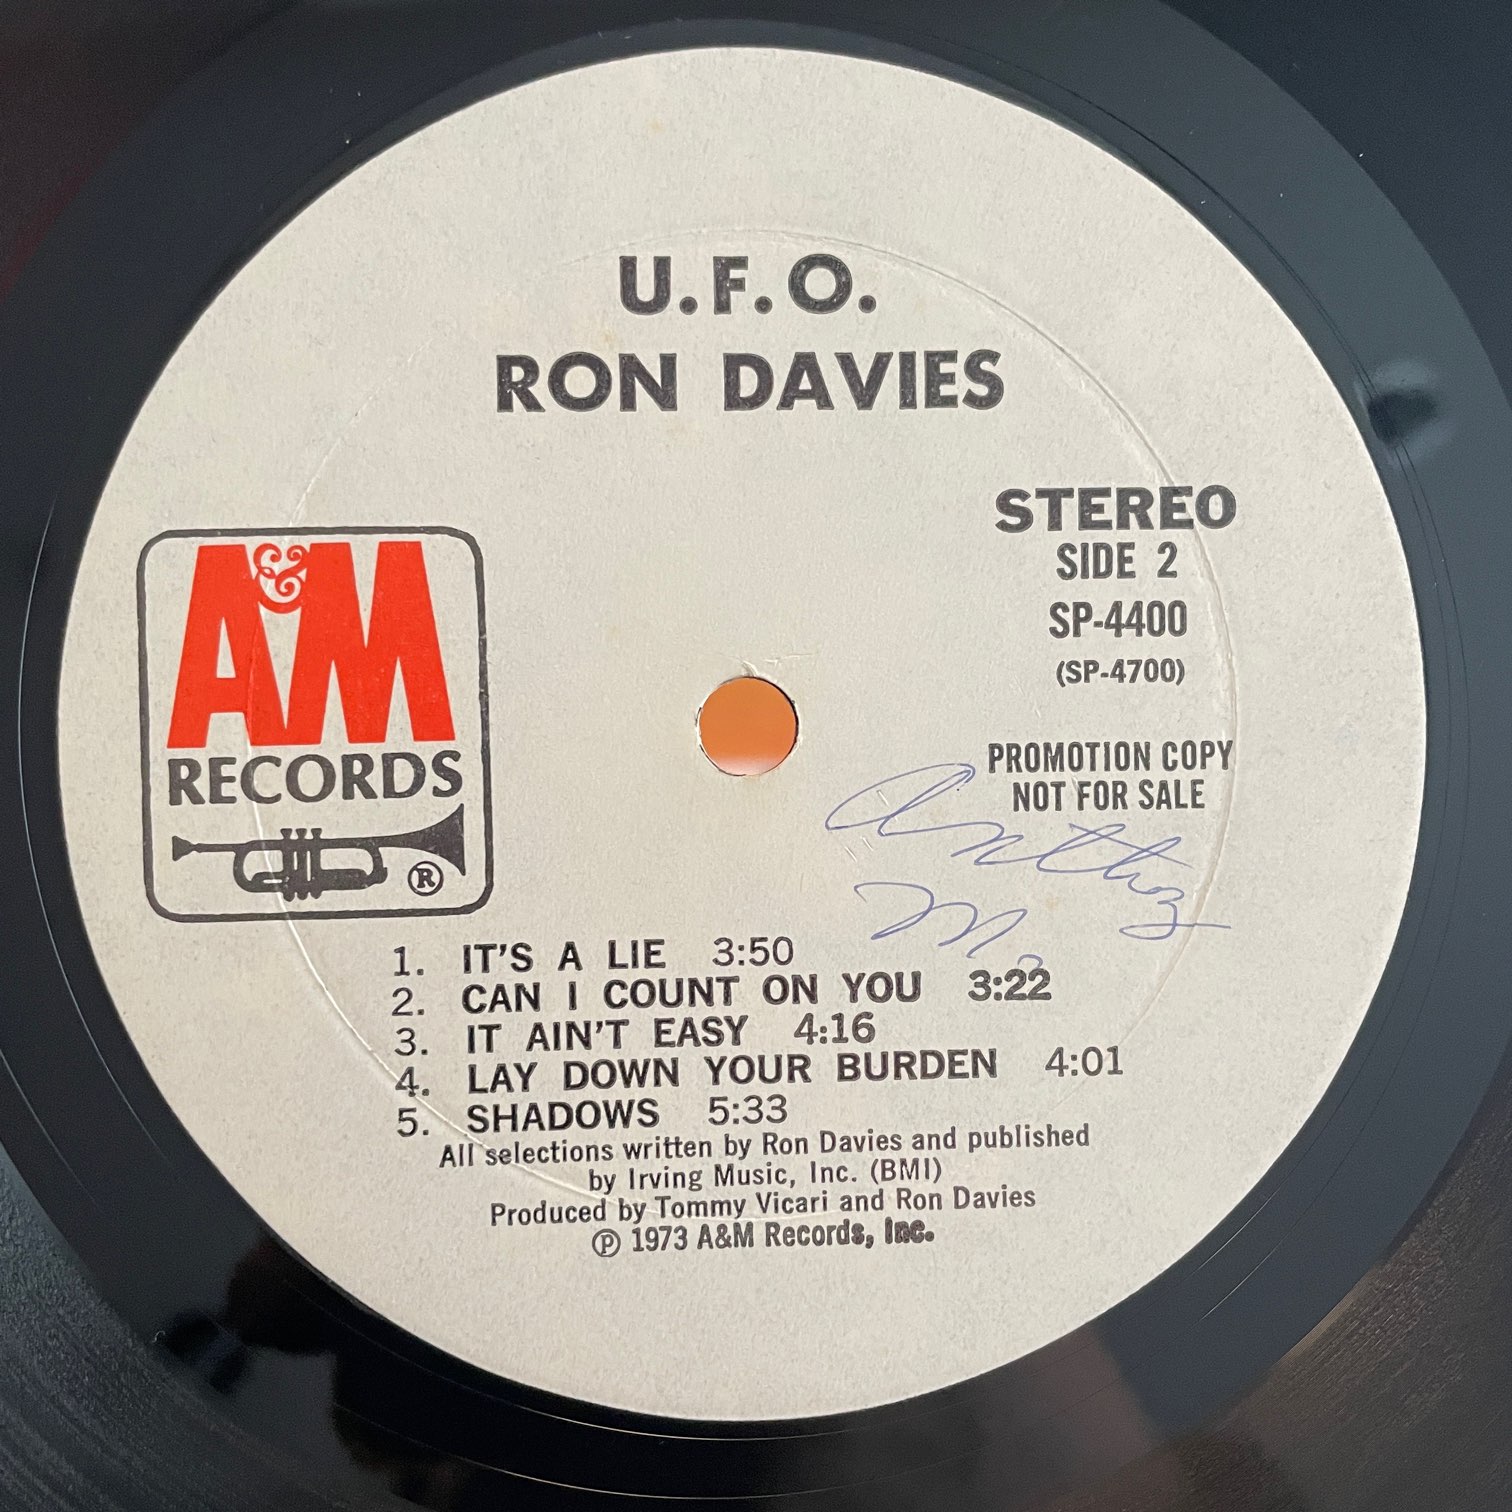 U.F.O.
RON DAVIES
STEREO
SIDE 2
SP-4400
(SP-4700)
A&M
RECORDS
®
PROMOTION COPY
NOT FOR SALE
1. IT'S A LIE 3:50
2. CAN I COUNT ON YOU 3:22
3. IT AIN'T EASY 4:16
4. LAY DOWN YOUR BURDEN 4:01
5. SHADOWS 5:33
All selections written by Ron Davies and published
by Irving Music, Inc. (BMI)
Produced by Tommy Vicari and Ron Davies
℗ 1973 A&M Records, Inc.